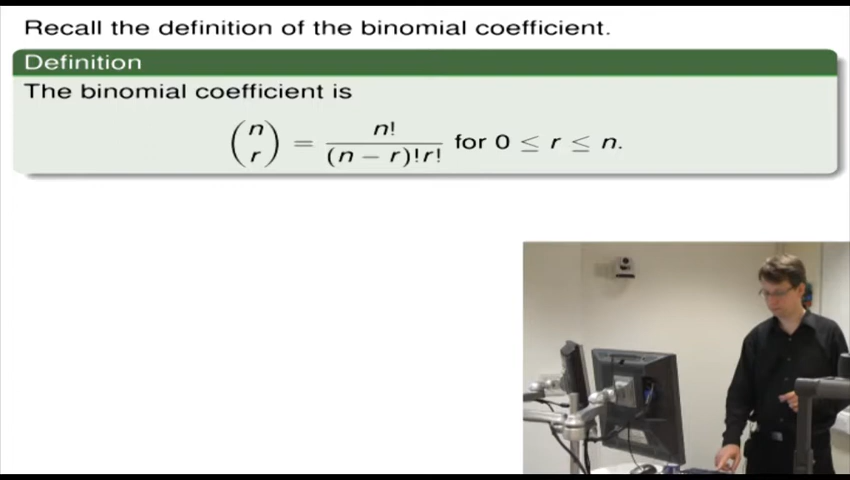 Recall the definition of the binomial coefficient.
Definition
The binomial coefficient is
(n r) = n! / (n − r)!r! for 0 ≤ r ≤ n.